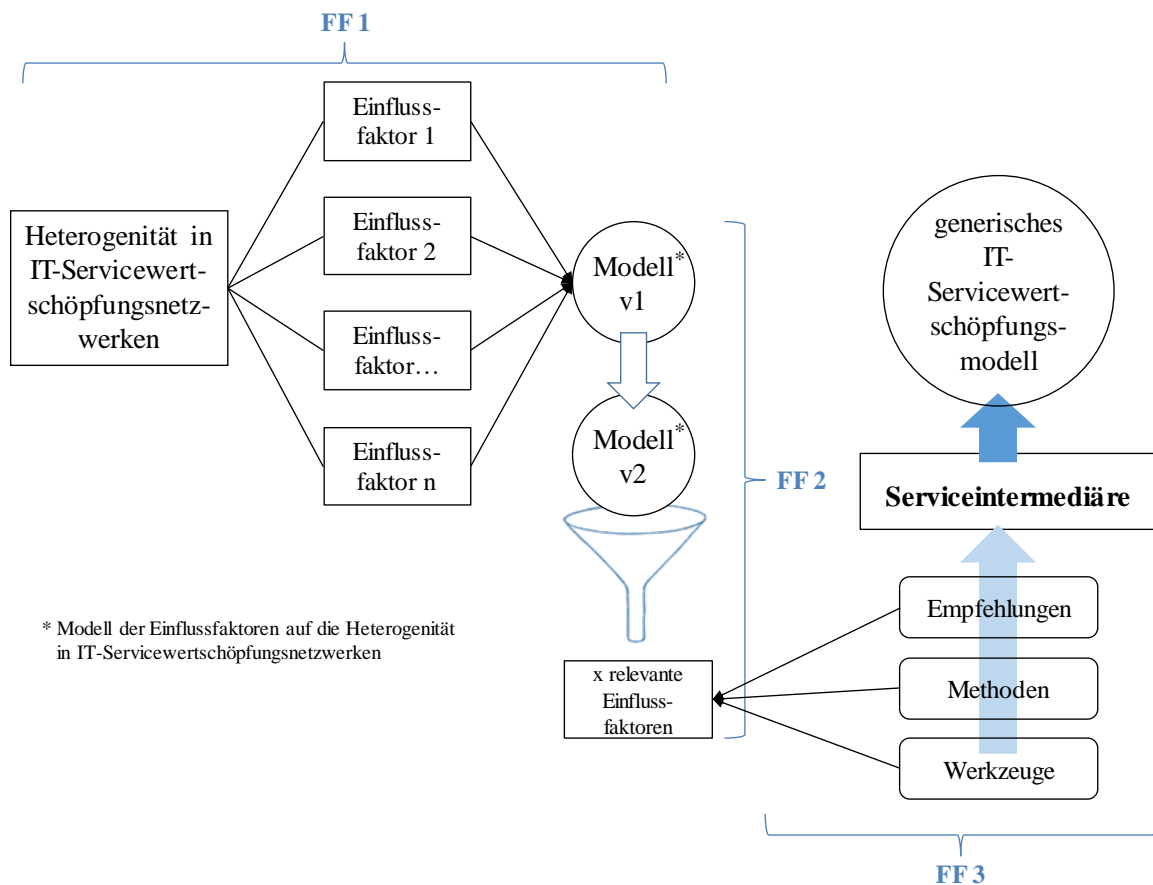 FF 1
Einfluss-
faktor 1
Einfluss-
faktor 2
Einfluss-
faktor…
Einfluss-
faktor n
Heterogenität in
IT-Servicewert-
schöpfungsnetz-
werken
Modell*
v1
Modell*
v2
x relevante
Einfluss-
faktoren
* Modell der Einflussfaktoren auf die Heterogenität
in IT-Servicewertschöpfungsnetzwerken
FF 2
generisches
IT-
Servicewert-
schöpfungs-
modell
Serviceintermediäre
Empfehlungen
Methoden
Werkzeuge
FF 3